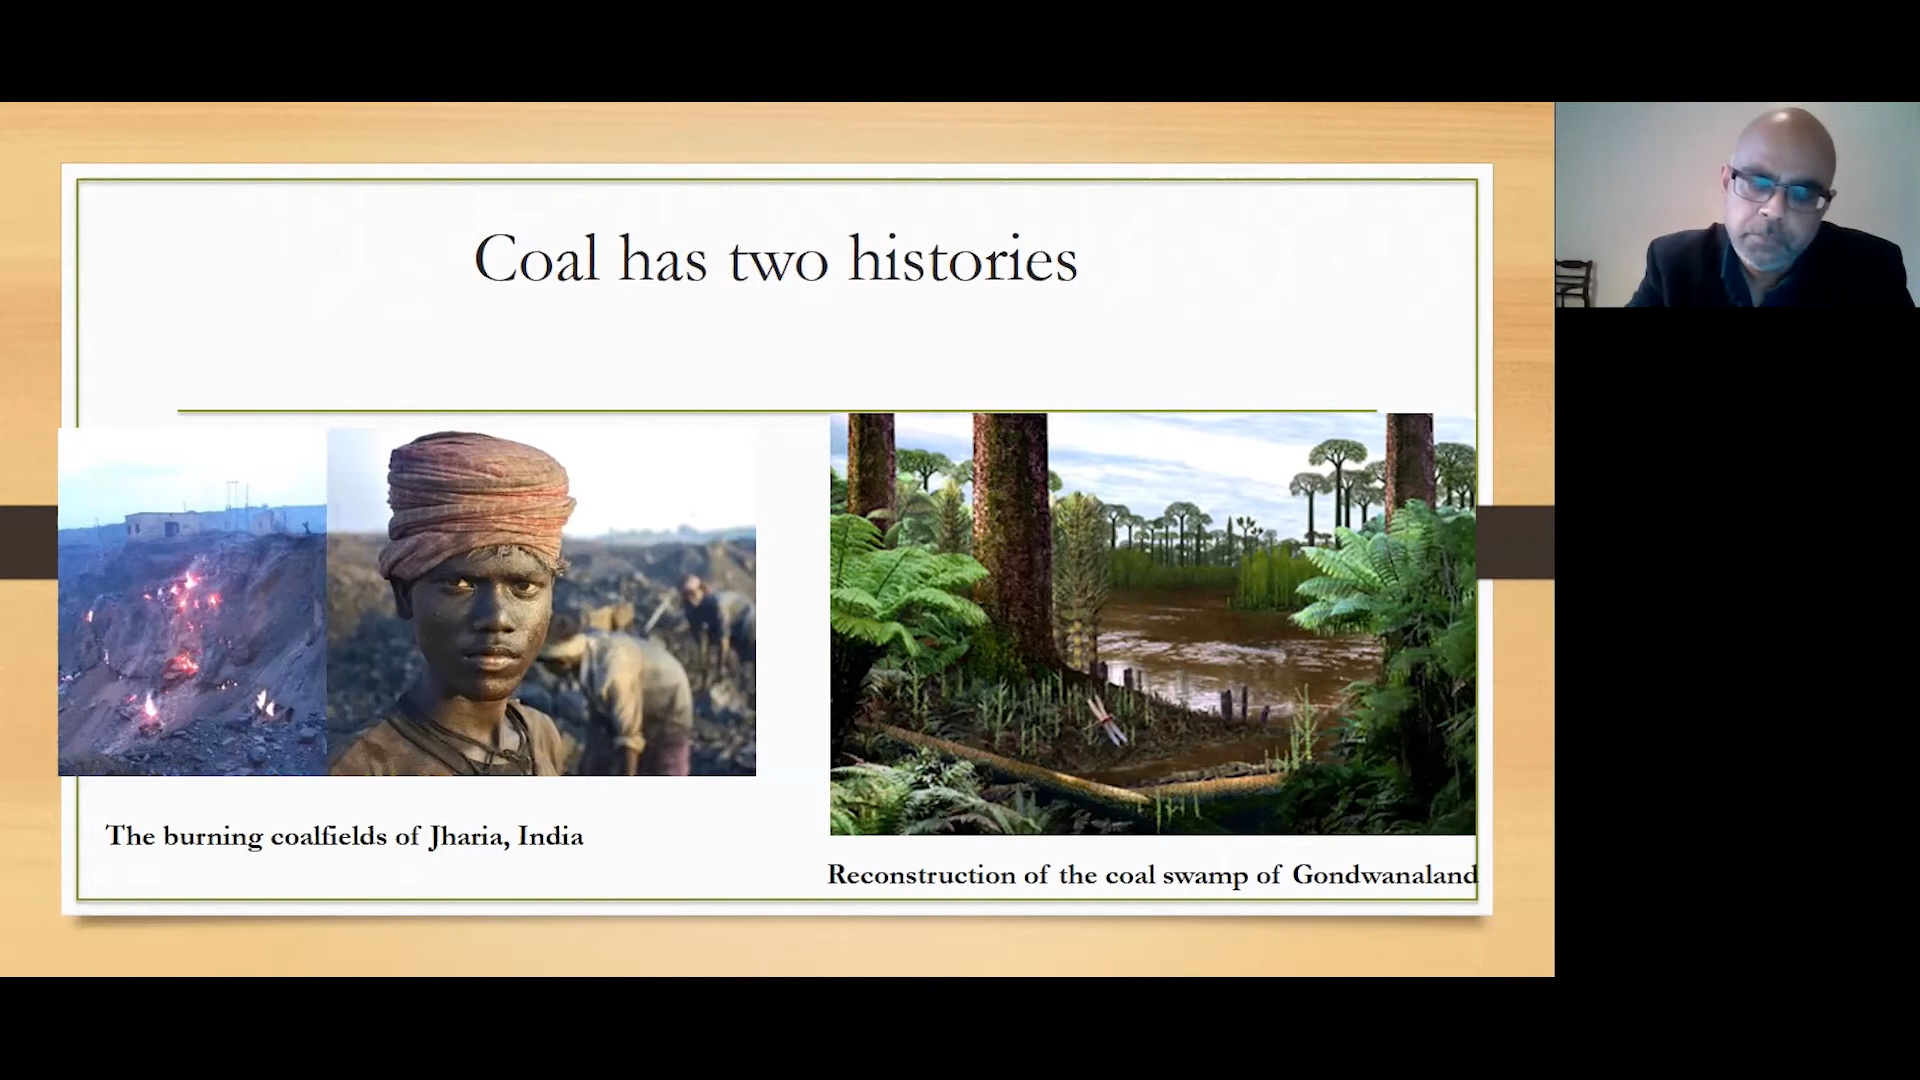 Coal has two histories
The burning coalfields of Jharia, India
Reconstruction of the coal swamp of Gondwanaland